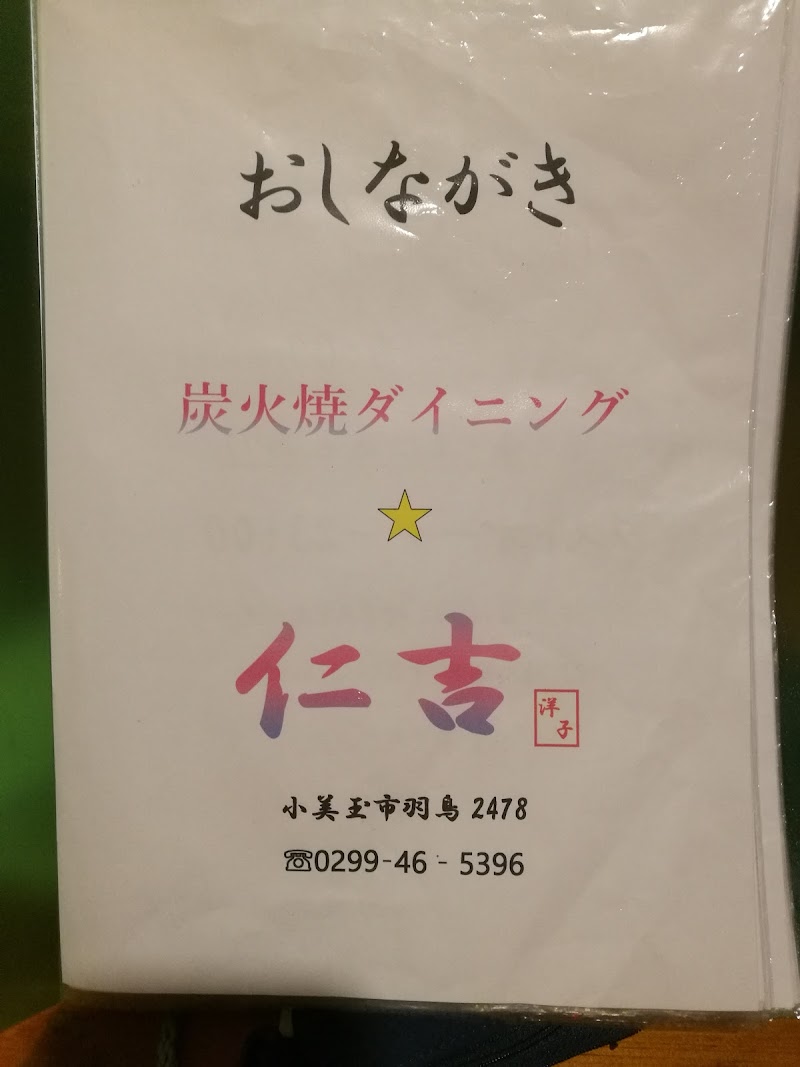 おしながき
炭火焼ダイニング
仁吉
洋子
小美玉市羽鳥 2478
☎0299-46-5396